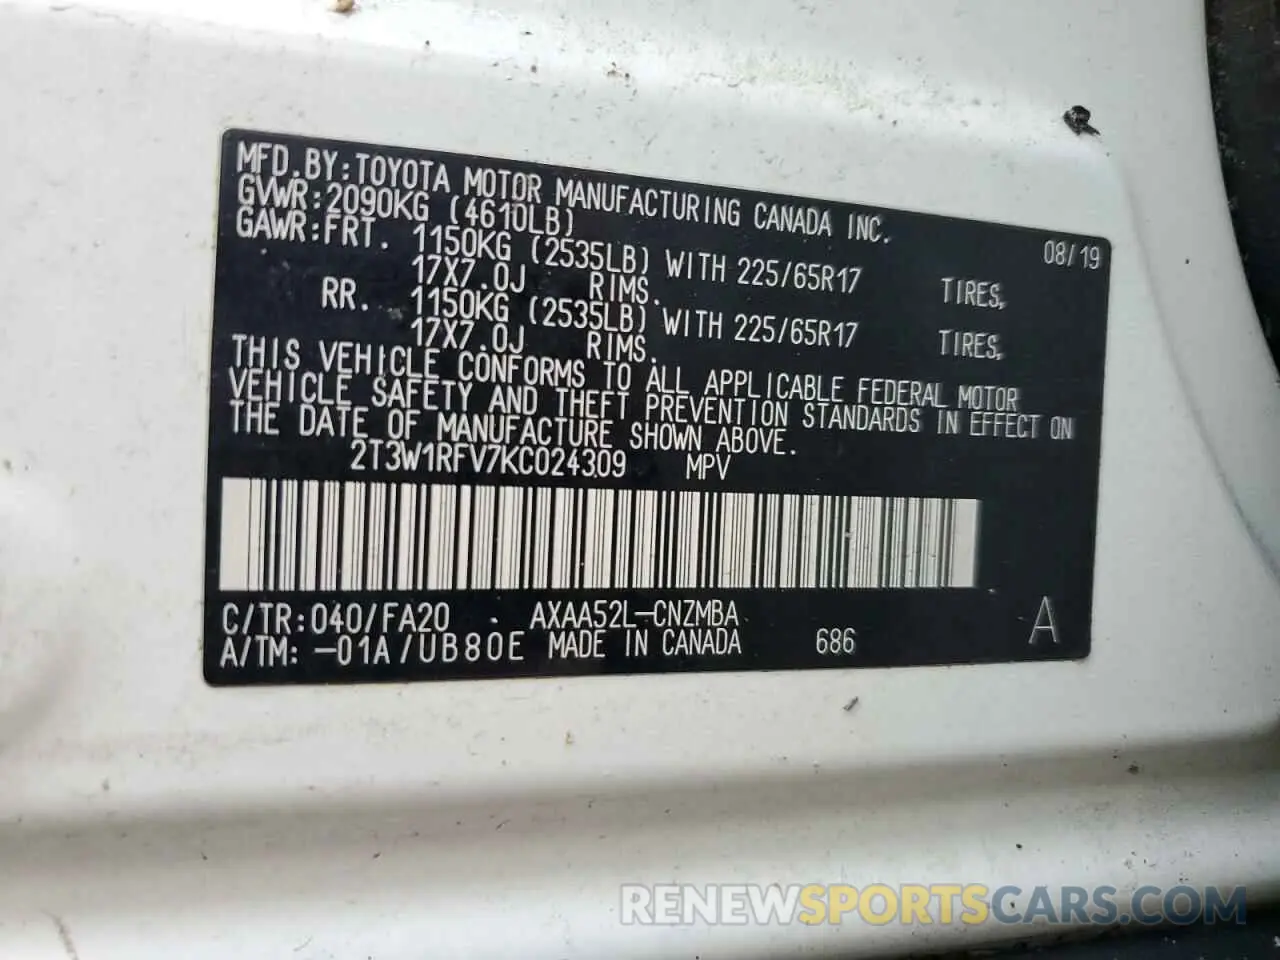 MFD.BY:TOYOTA MOTOR MANUFACTURING CANADA INC.
GVWR:2090KG (4610LB) 08/19
GAWR:FRT. 1150KG (2535LB) WITH 225/65R17 TIRES,
17X7.0J RIMS.
RR. 1150KG (2535LB) WITH 225/65R17 TIRES,
17X7.0J RIMS.
THIS VEHICLE CONFORMS TO ALL APPLICABLE FEDERAL MOTOR
VEHICLE SAFETY AND THEFT PREVENTION STANDARDS IN EFFECT ON
THE DATE OF MANUFACTURE SHOWN ABOVE.
2T3W1RFV7KC024309 MPV
C/TR:040/FA20 AXAA52L-CNZMBA
A/TM:-01A/UB80E MADE IN CANADA 686 A
RENEWSPORTSCARS.COM